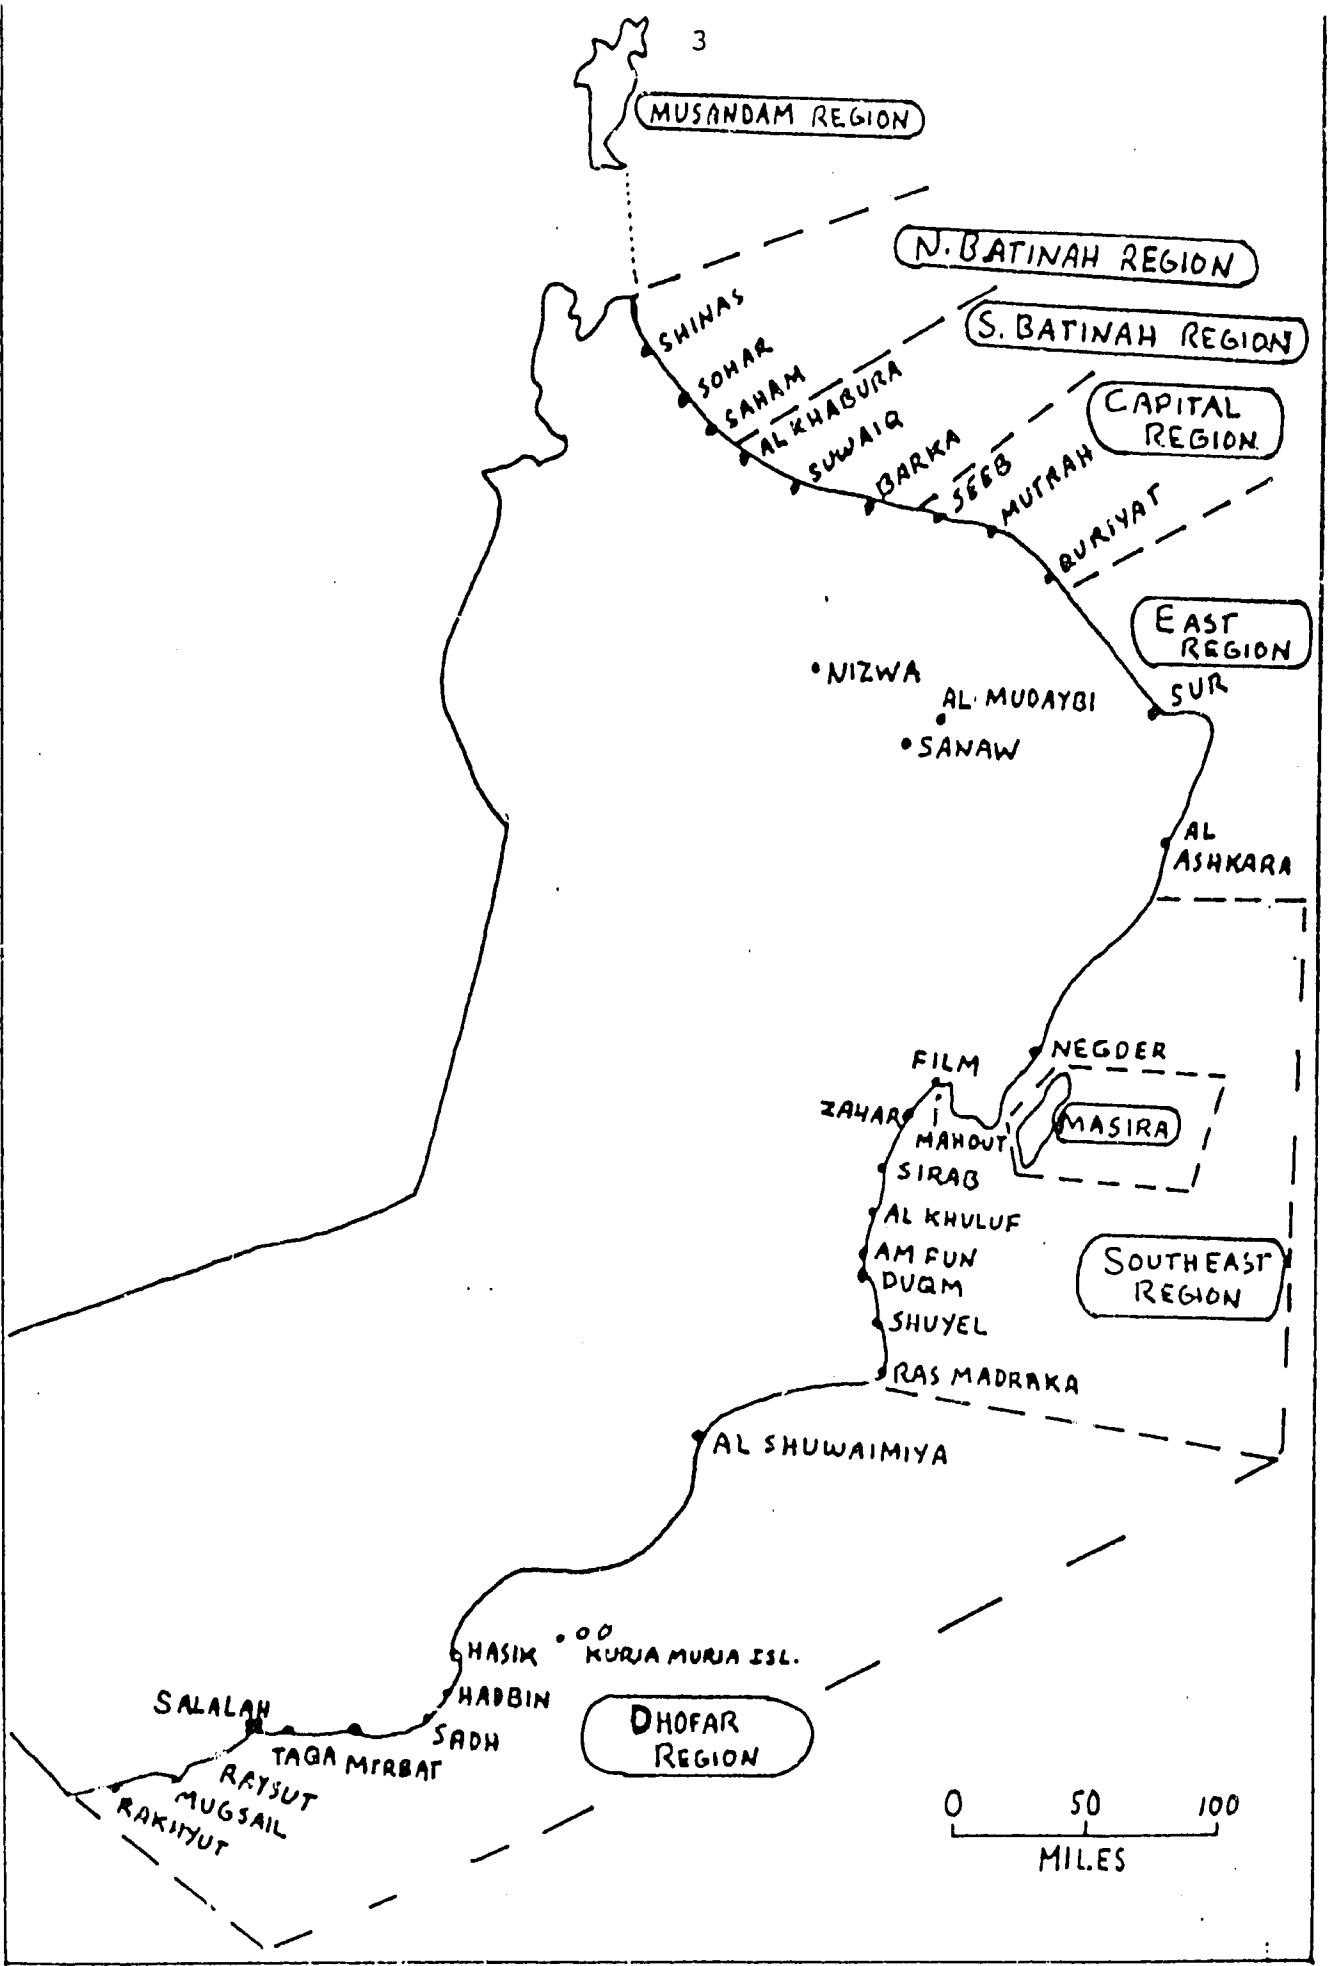 3
MUSANDAM REGION
N. BATINAH REGION
S. BATINAH REGION
CAPITAL
REGION
SHINAS
SOHAR
SAHAM
AL KHABURA
SUWAIQ
BARKA
SEEB
MUTRAH
QURIYAT
EAST
REGION
NIZWA
AL MUDAYBI
SANAW
SUR
AL
ASHKARA
NEGDER
FILM
ZAHAR
MAHOUT
MASIRA
SIRAB
AL KHULUF
AM FUN
DUQM
SHUYEL
SOUTHEAST
REGION
RAS MADRAKA
AL SHUWAIMIYA
HASIK
KURIA MURIA ISL.
HADBIN
SALALAH
SADH
TAQA MIRBAT
RAYSUT
MUGSAIL
RAKHYUT
DHOFAR
REGION
0 50 100
MILES